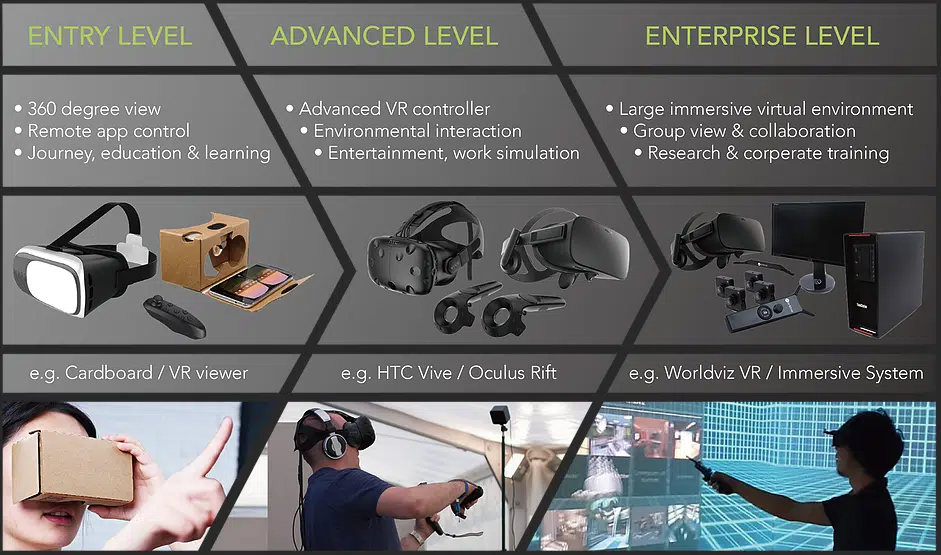 ENTRY LEVEL
ADVANCED LEVEL
ENTERPRISE LEVEL
• 360 degree view
• Remote app control
• Journey, education & learning
• Advanced VR controller
• Environmental interaction
• Entertainment, work simulation
• Large immersive virtual environment
• Group view & collaboration
• Research & corperate training
e.g. Cardboard / VR viewer
e.g. HTC Vive / Oculus Rift
e.g. Worldviz VR / Immersive System